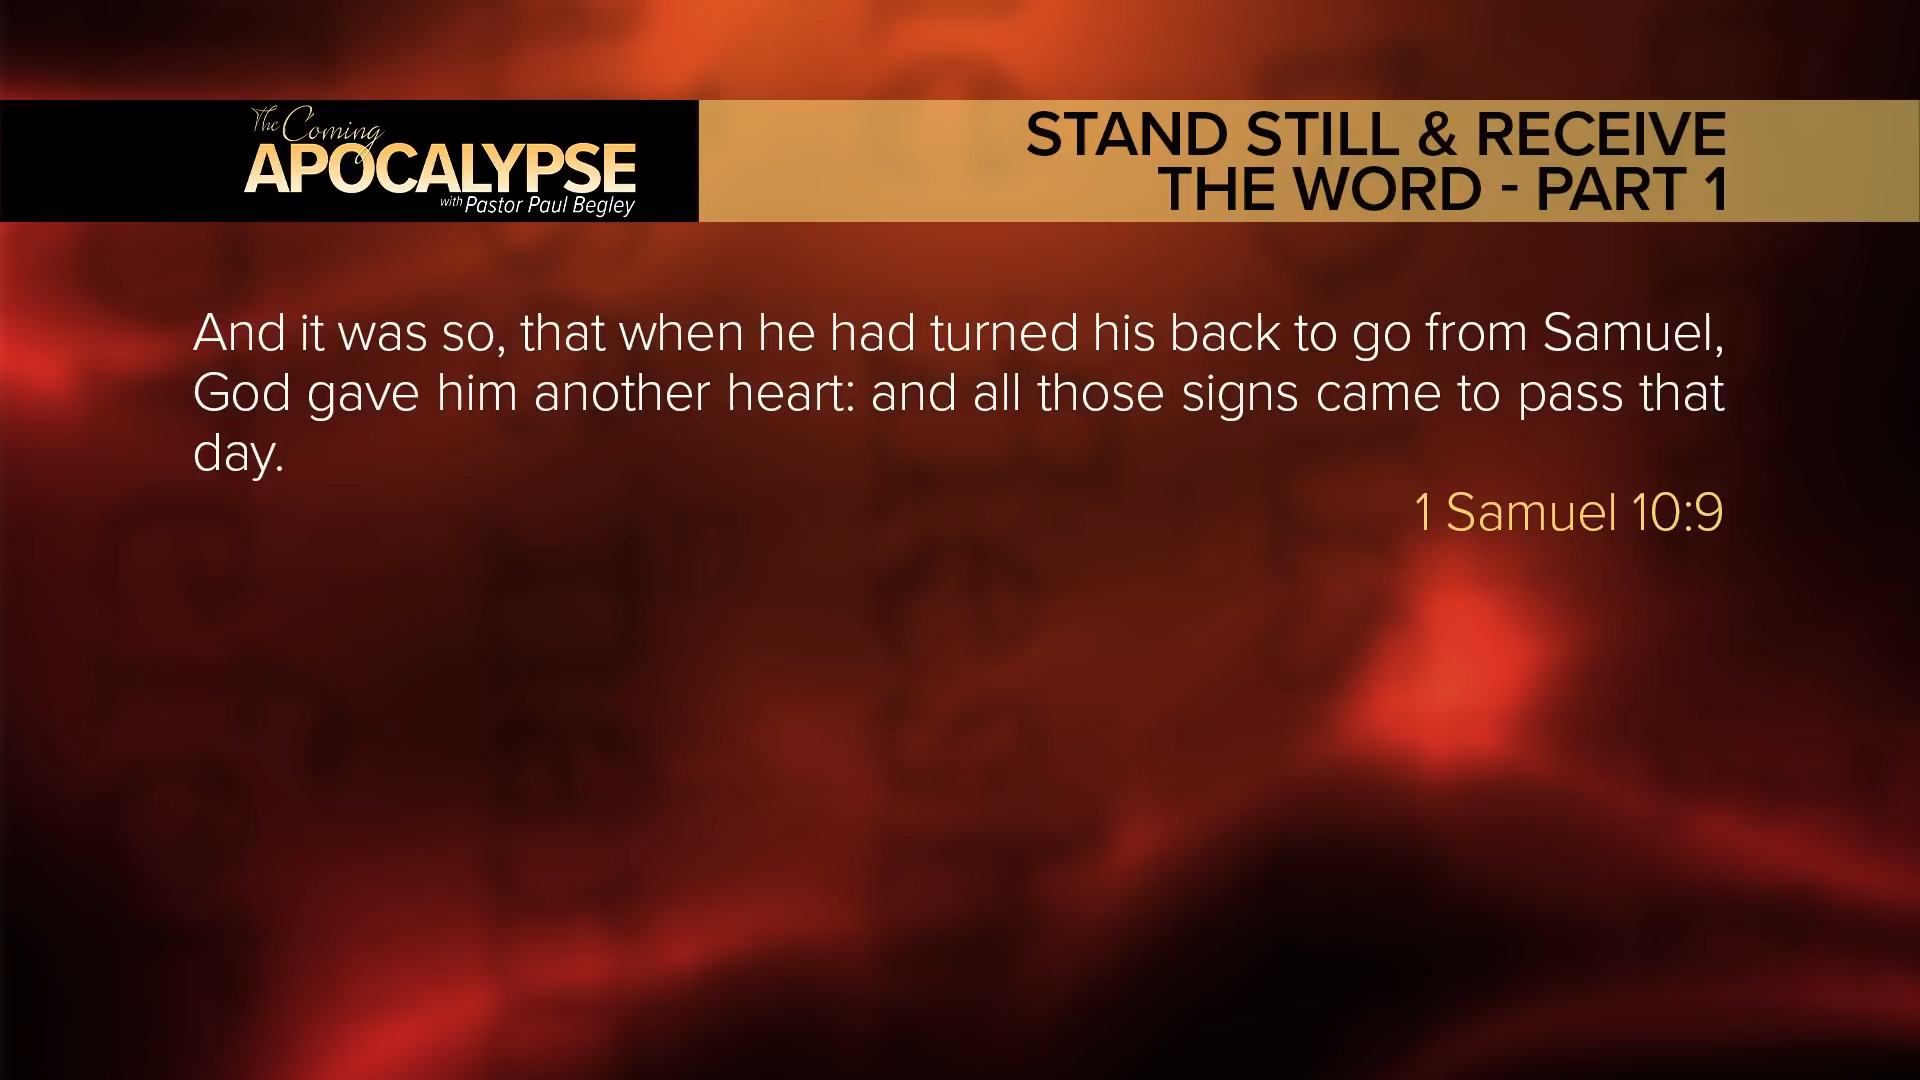 The Coming
APOCALYPSE
with Pastor Paul Begley
STAND STILL & RECEIVE
THE WORD - PART 1
And it was so, that when he had turned his back to go from Samuel,
God gave him another heart: and all those signs came to pass that
day.
1 Samuel 10:9